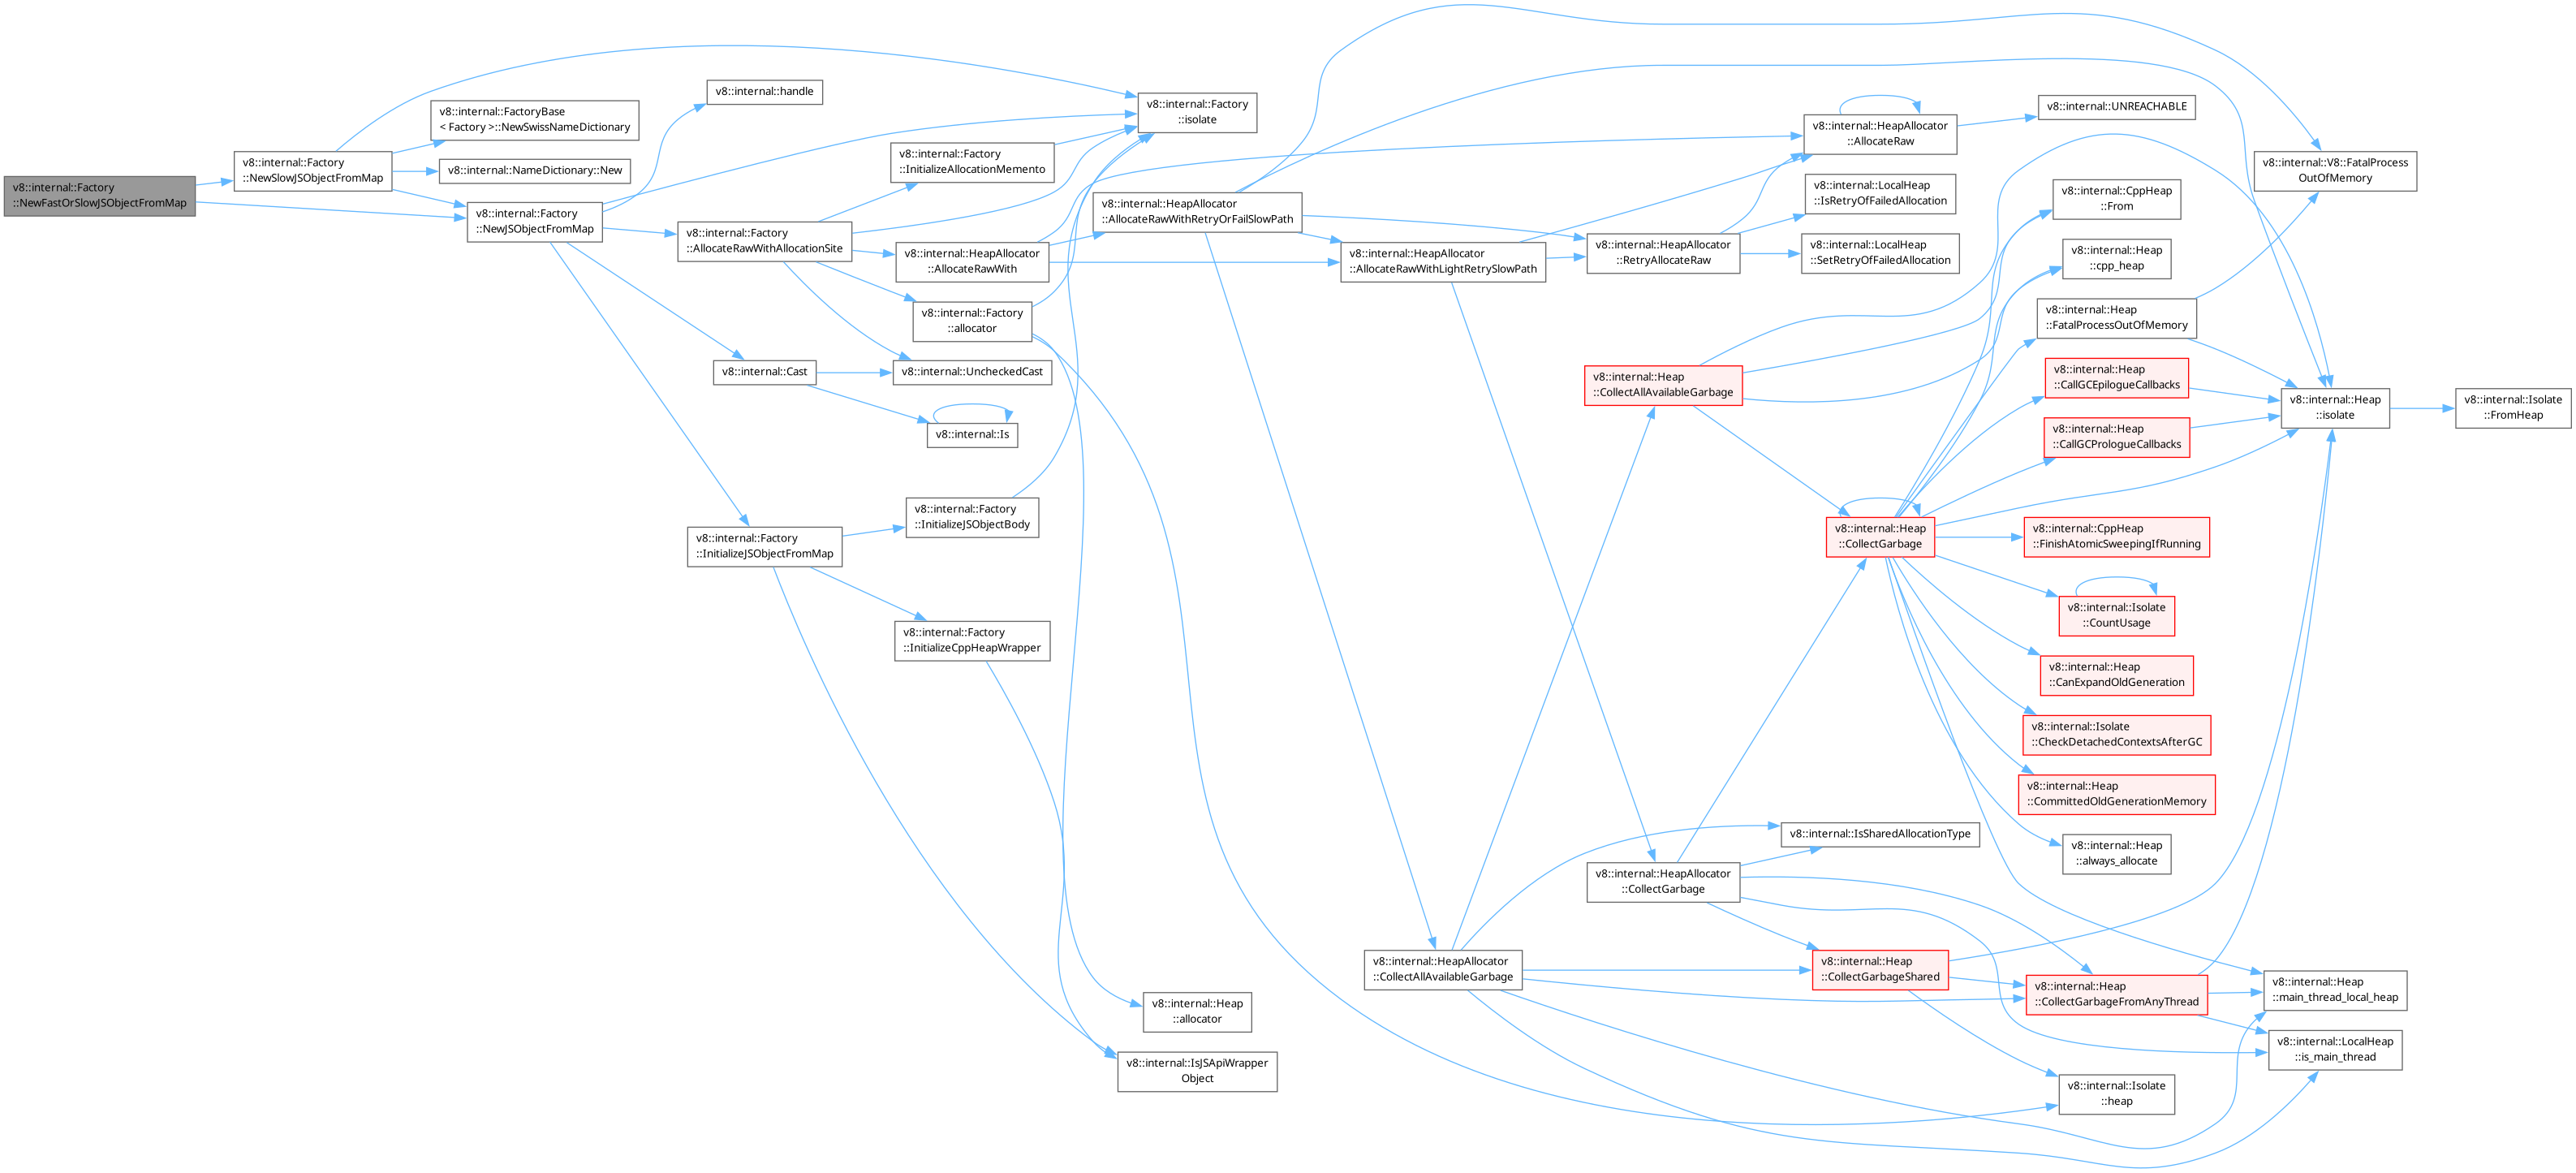 v8::internal::Factory
::NewFastOrSlowJSObjectFromMap
v8::internal::Factory
::NewSlowJSObjectFromMap
v8::internal::FactoryBase
< Factory >::NewSwissNameDictionary
v8::internal::NameDictionary::New
v8::internal::Factory
::NewJSObjectFromMap
v8::internal::handle
v8::internal::Factory
::AllocateRawWithAllocationSite
v8::internal::Cast
v8::internal::Factory
::InitializeJSObjectFromMap
v8::internal::Factory
::InitializeAllocationMemento
v8::internal::HeapAllocator
::AllocateRawWith
v8::internal::Factory
::allocator
v8::internal::UncheckedCast
v8::internal::Is
v8::internal::Factory
::InitializeJSObjectBody
v8::internal::Factory
::InitializeCppHeapWrapper
v8::internal::Factory
::isolate
v8::internal::HeapAllocator
::AllocateRawWithRetryOrFailSlowPath
v8::internal::Heap
::allocator
v8::internal::IsJSApiWrapper
Object
v8::internal::HeapAllocator
::AllocateRawWithLightRetrySlowPath
v8::internal::HeapAllocator
::CollectAllAvailableGarbage
v8::internal::HeapAllocator
::RetryAllocateRaw
v8::internal::Heap
::CollectAllAvailableGarbage
v8::internal::HeapAllocator
::CollectGarbage
v8::internal::HeapAllocator
::AllocateRaw
v8::internal::LocalHeap
::IsRetryOfFailedAllocation
v8::internal::LocalHeap
::SetRetryOfFailedAllocation
v8::internal::Heap
::CollectGarbage
v8::internal::IsSharedAllocationType
v8::internal::Heap
::CollectGarbageShared
v8::internal::UNREACHABLE
v8::internal::CppHeap
::From
v8::internal::Heap
::cpp_heap
v8::internal::Heap
::FatalProcessOutOfMemory
v8::internal::Heap
::CallGCEpilogueCallbacks
v8::internal::Heap
::CallGCPrologueCallbacks
v8::internal::CppHeap
::FinishAtomicSweepingIfRunning
v8::internal::Isolate
::CountUsage
v8::internal::Heap
::CanExpandOldGeneration
v8::internal::Isolate
::CheckDetachedContextsAfterGC
v8::internal::Heap
::CommittedOldGenerationMemory
v8::internal::Heap
::always_allocate
v8::internal::Heap
::CollectGarbageFromAnyThread
v8::internal::Isolate
::heap
v8::internal::V8::FatalProcess
OutOfMemory
v8::internal::Heap
::isolate
v8::internal::Heap
::main_thread_local_heap
v8::internal::LocalHeap
::is_main_thread
v8::internal::Isolate
::FromHeap